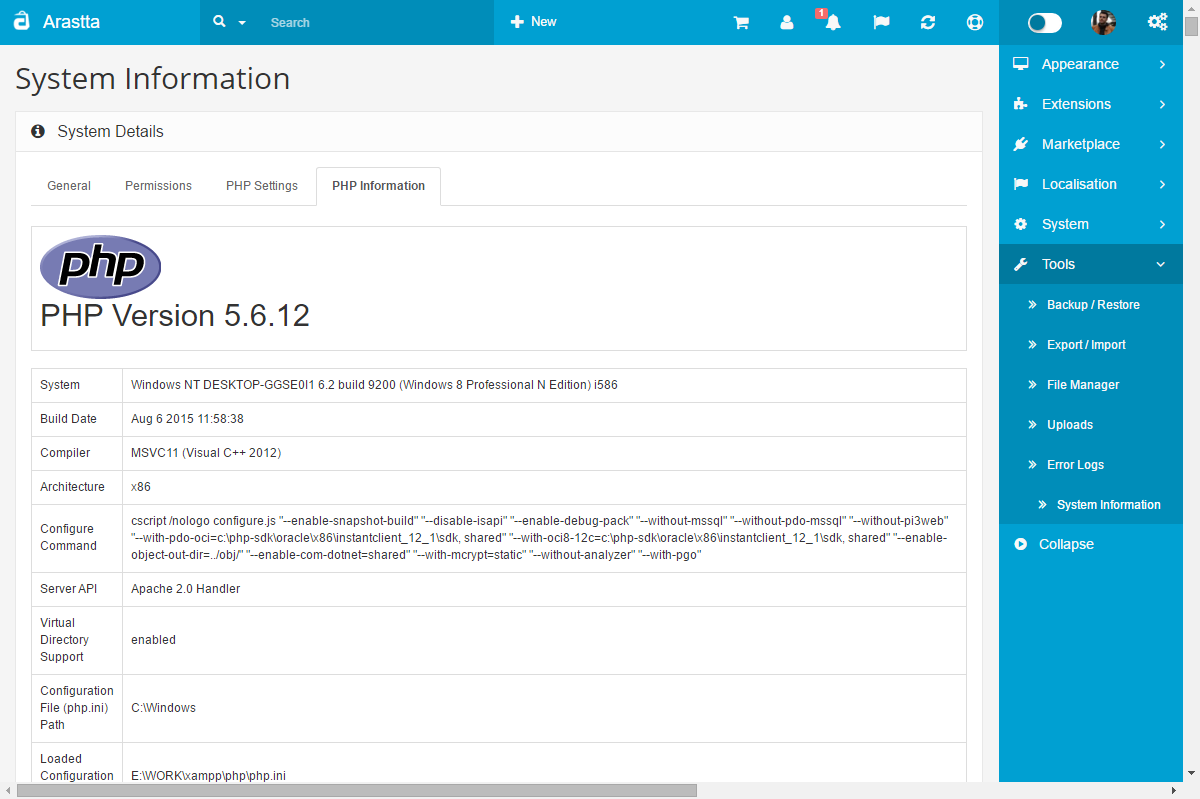 Arastta
Search
New
1
System Information
System Details
General
Permissions
PHP Settings
PHP Information
php
PHP Version 5.6.12
System
Windows NT DESKTOP-GGSE0I1 6.2 build 9200 (Windows 8 Professional N Edition) i586
Build Date
Aug 6 2015 11:58:38
Compiler
MSVC11 (Visual C++ 2012)
Architecture
x86
Configure
Command
cscript /nologo configure.js "--enable-snapshot-build" "--disable-isapi" "--enable-debug-pack" "--without-mssql" "--without-pdo-mssql" "--without-pi3web"
"--with-pdo-oci=c:\php-sdk\oracle\x86\instantclient_12_1\sdk, shared" "--with-oci8-12c=c:\php-sdk\oracle\x86\instantclient_12_1\sdk, shared" "--enable-
object-out-dir=../obj/" "--enable-com-dotnet=shared" "--with-mcrypt=static" "--without-analyzer" "--with-pgo"
Server API
Apache 2.0 Handler
Virtual
Directory
Support
enabled
Configuration
File (php.ini)
Path
C:\Windows
Loaded
Configuration
E:\WORK\xampp\php\php.ini
Appearance
Extensions
Marketplace
Localisation
System
Tools
Backup / Restore
Export / Import
File Manager
Uploads
Error Logs
System Information
Collapse